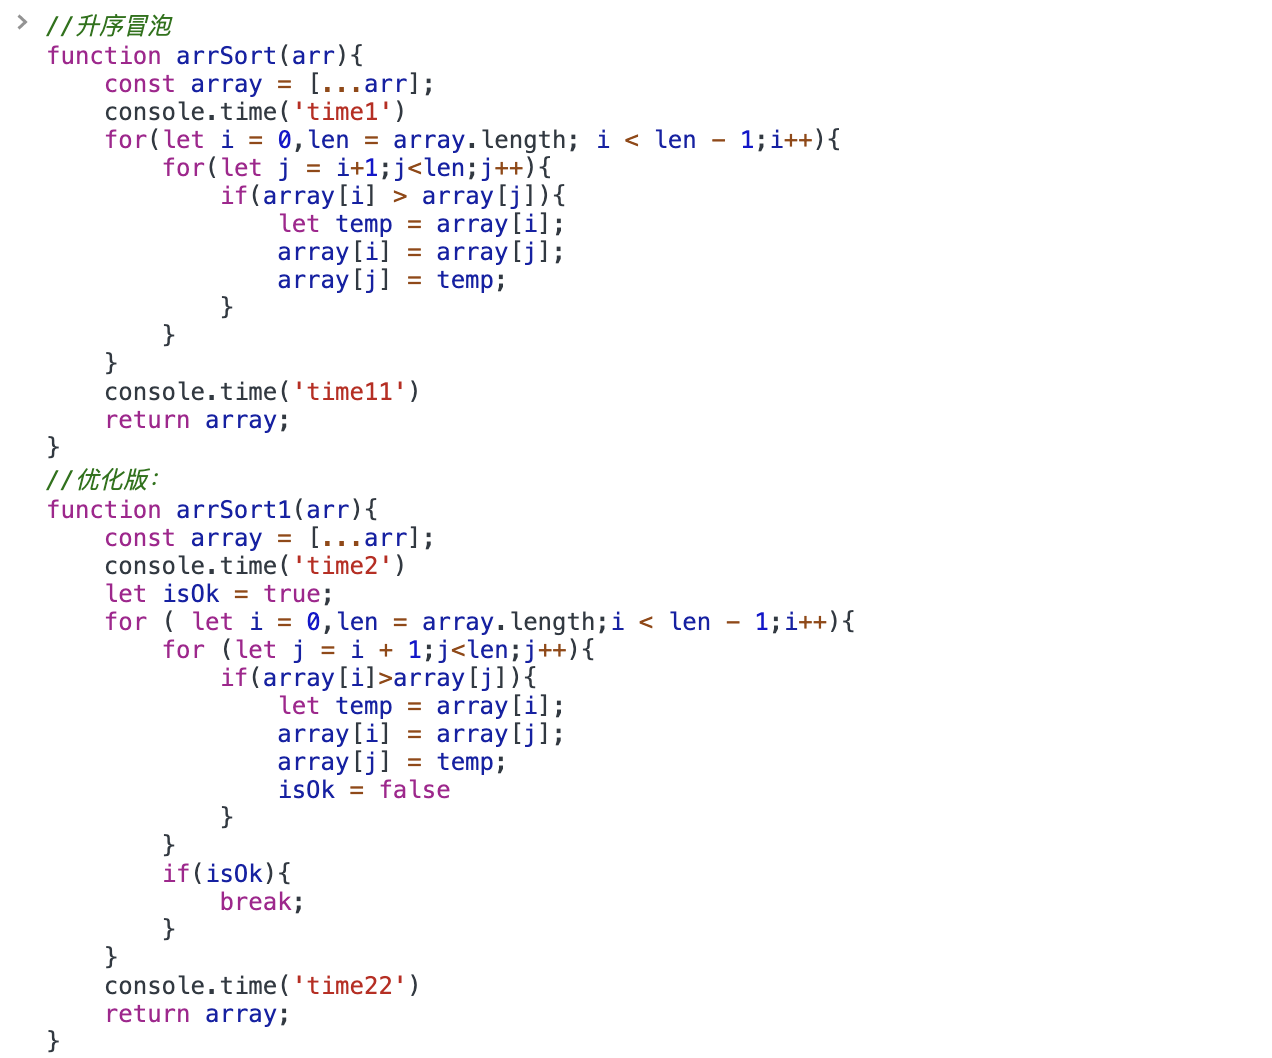 //升序冒泡
function arrSort(arr){
    const array = [...arr];
    console.time('time1')
    for(let i = 0,len = array.length; i < len - 1;i++){
        for(let j = i+1;j<len;j++){
            if(array[i] > array[j]){
                let temp = array[i];
                array[i] = array[j];
                array[j] = temp;
            }
        }
    }
    console.time('time11')
    return array;
}
//优化版：
function arrSort1(arr){
    const array = [...arr];
    console.time('time2')
    let isOk = true;
    for ( let i = 0,len = array.length;i < len - 1;i++){
        for (let j = i + 1;j<len;j++){
            if(array[i]>array[j]){
                let temp = array[i];
                array[i] = array[j];
                array[j] = temp;
                isOk = false
            }
        }
        if(isOk){
            break;
        }
    }
    console.time('time22')
    return array;
}